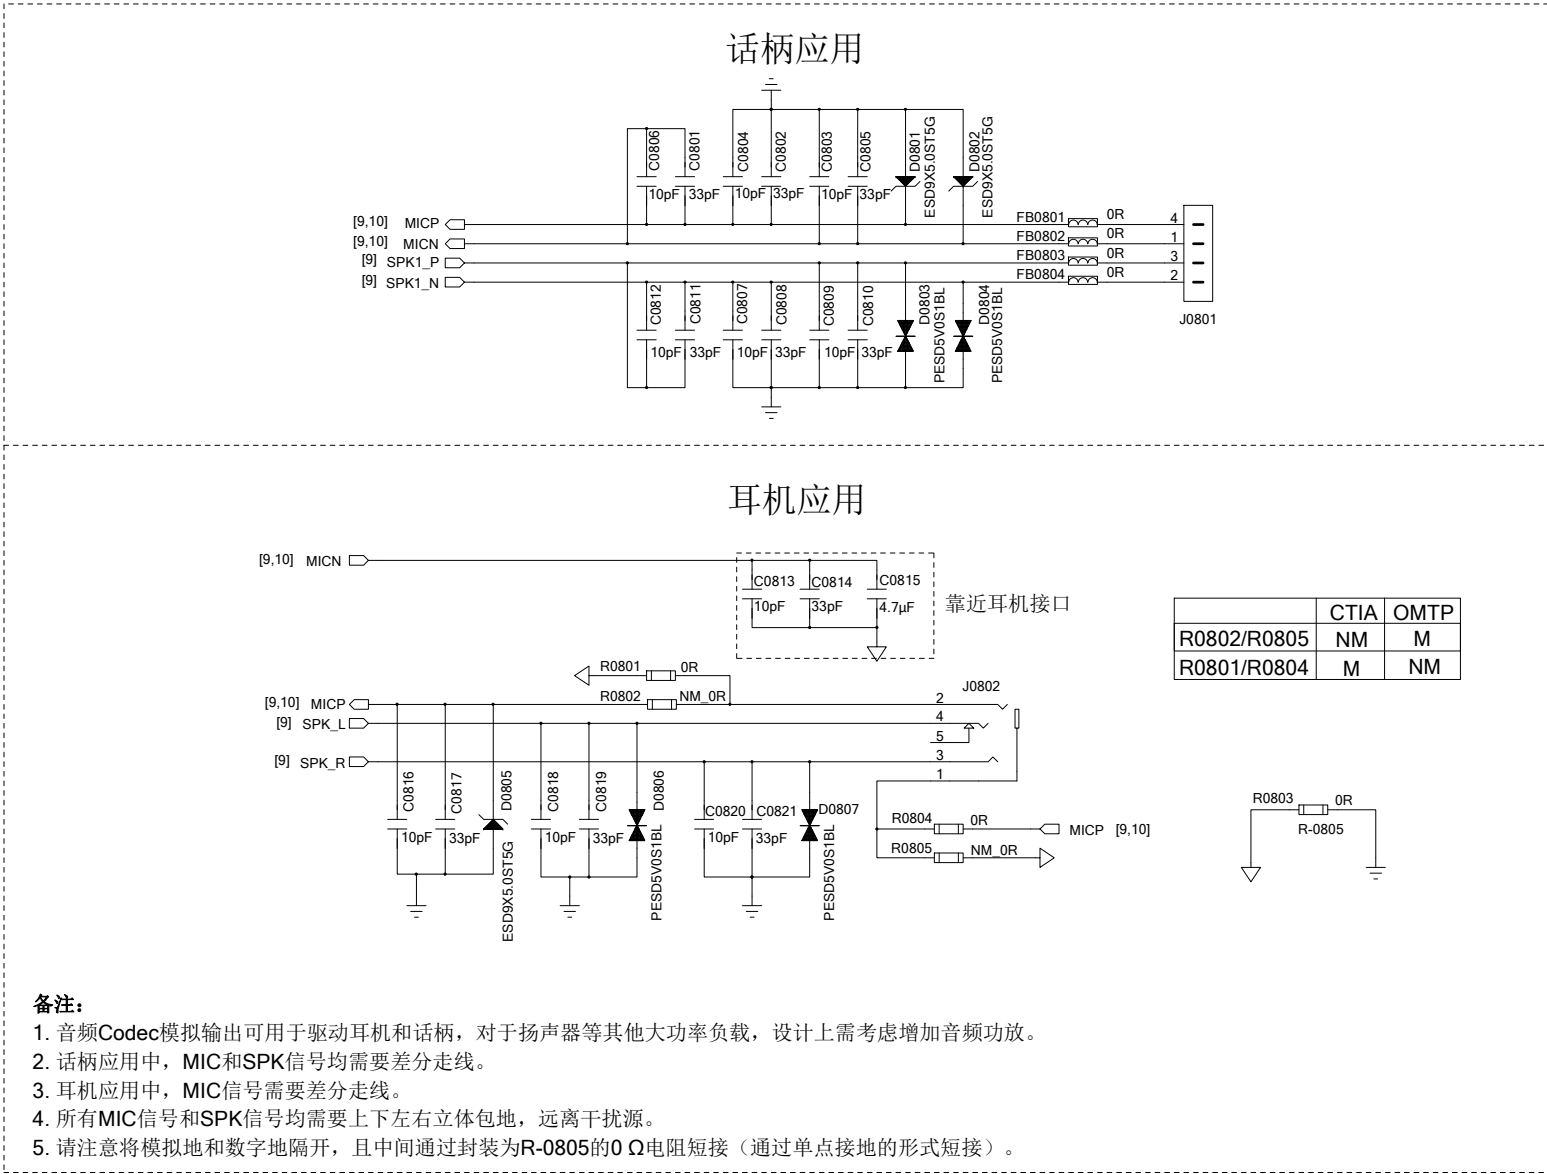 话柄应用
C0806
C0801
C0804
C0802
C0803
C0805
D0801
ESD9X5.0ST5G
D0802
ESD9X5.0ST5G
10pF
33pF
10pF
33pF
10pF
33pF
[9,10] MICP
[9,10] MICN
[9] SPK1_P
[9] SPK1_N
FB0801 0R 4
FB0802 0R 1
FB0803 0R 3
FB0804 0R 2
J0801
C0812
C0811
C0807
C0808
C0809
C0810
D0803
PESD5V0S1BL
D0804
PESD5V0S1BL
10pF
33pF
10pF
33pF
10pF
33pF
耳机应用
[9,10] MICN
C0813
C0814
C0815
10pF
33pF
4.7µF
靠近耳机接口
CTIA OMTP
R0802/R0805 NM M
R0801/R0804 M NM
R0801 0R
R0802 NM_0R
[9,10] MICP
[9] SPK_L
[9] SPK_R
J0802
2
4
5
3
1
C0816
C0817
D0805
ESD9X5.0ST5G
C0818
C0819
D0806
PESD5V0S1BL
C0820
C0821
D0807
PESD5V0S1BL
10pF
33pF
10pF
33pF
10pF
33pF
R0804 0R MICP [9,10]
R0805 NM_0R
R0803 0R
R-0805
备注：
1. 音频Codec模拟输出可用于驱动耳机和话柄，对于扬声器等其他大功率负载，设计上需考虑增加音频功放。
2. 话柄应用中，MIC和SPK信号均需要差分走线。
3. 耳机应用中，MIC信号需要差分走线。
4. 所有MIC信号和SPK信号均需要上下左右立体包地，远离干扰源。
5. 请注意将模拟地和数字地隔开，且中间通过封装为R-0805的0 Ω电阻短接（通过单点接地的形式短接）。